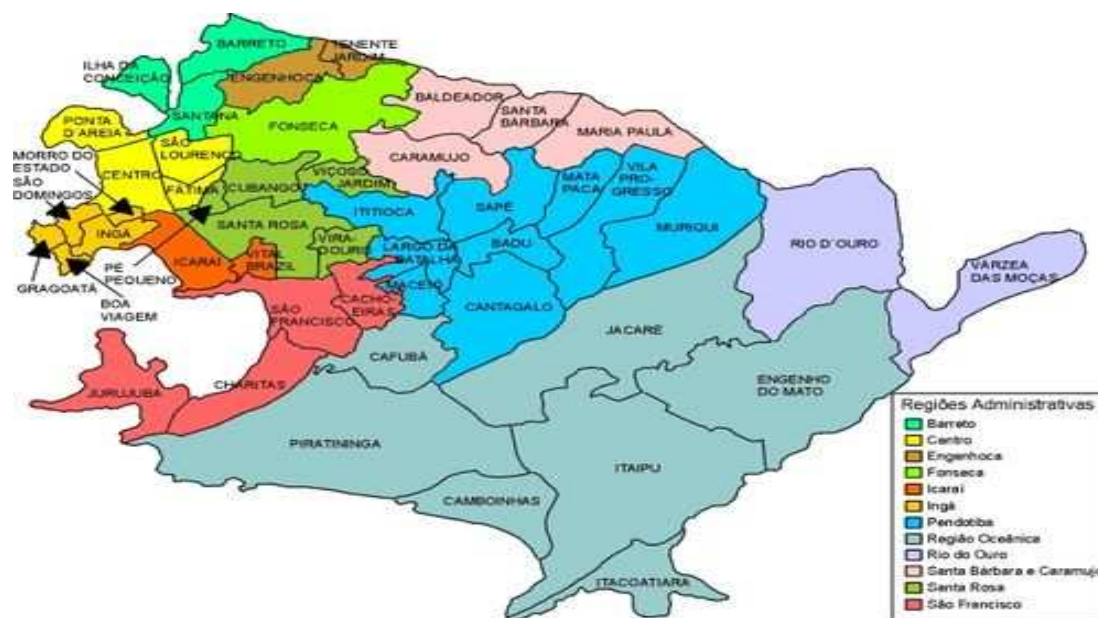 BARRETO
TENENTE
JARDIM
ILHA DA
CONCEIÇÃO
ENGENHOCA
BALDEADOR
SANTANA
SANTA
BÁRBARA
PONTA
D'AREIA
FONSECA
MARIA PAULA
MORRO DO
ESTADO
SÃO
LOURENÇO
CARAMUJO
SÃO
DOMINGOS
CENTRO
FÁTIMA
CUBANGO
VIÇOSO
JARDIM
MATA
PACA
VILA
PRO-
GRESSO
ITITIOCA
SAPÊ
INGÁ
SANTA ROSA
MURIQUI
VIRA-
DOURO
LARGO DA
BATALHA
BADU
RIO D´OURO
ICARAÍ
VITAL
BRAZIL
PÉ
PEQUENO
GRAGOATÁ
BOA
VIAGEM
MACEIÓ
VARZEA
DAS MOÇAS
SÃO
FRANCISCO
CACHO-
EIRAS
CANTAGALO
JACARÉ
CAFUBÁ
JURUJUBA
CHARITAS
ENGENHO
DO MATO
PIRATININGA
ITAIPU
CAMBOINHAS
ITACOATIARA
Regiões Administrativas
Barreto
Centro
Engenhoca
Fonseca
Icaraí
Ingá
Pendotiba
Região Oceânica
Rio do Ouro
Santa Bárbara e Caramujo
Santa Rosa
São Francisco